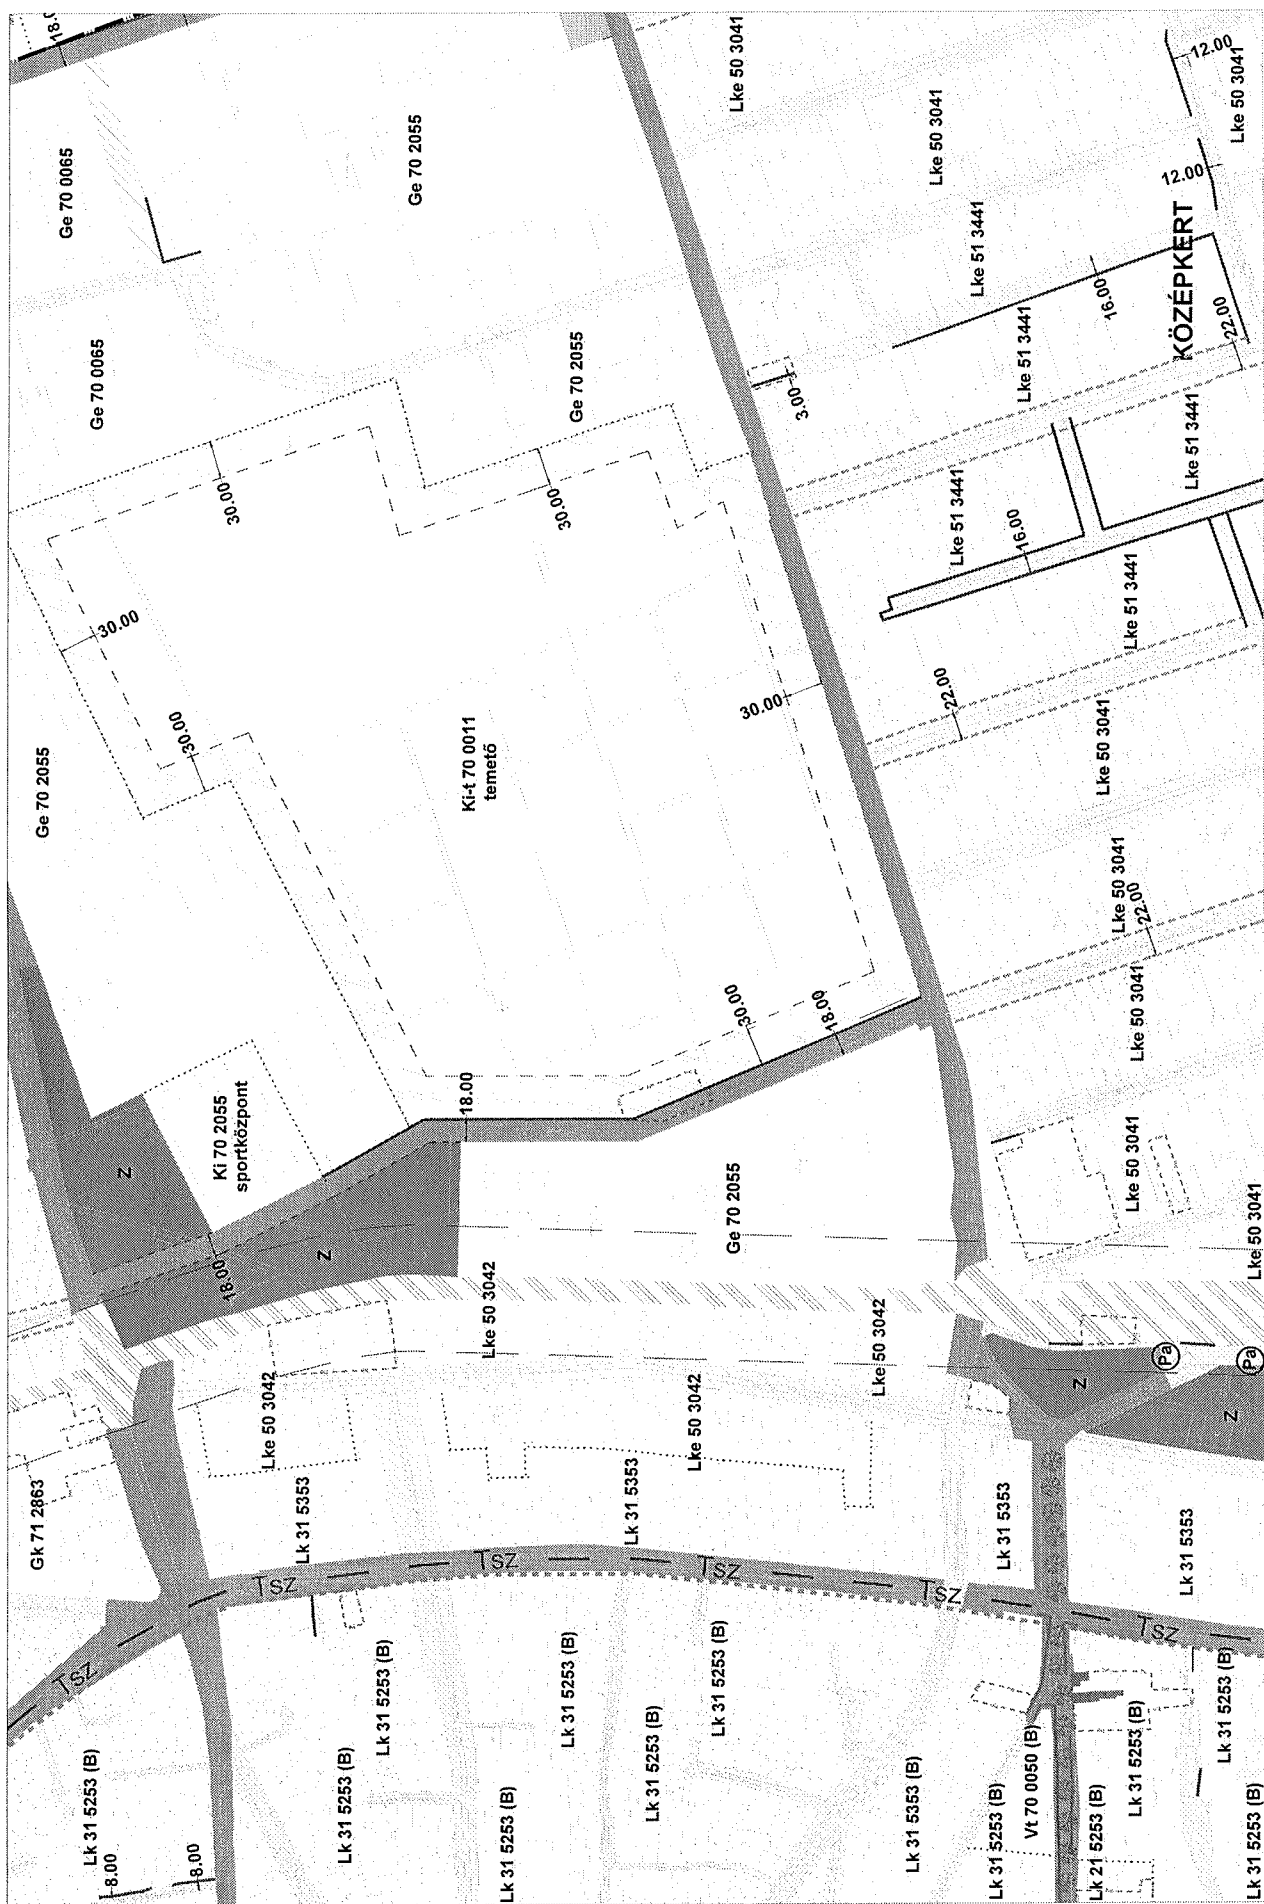 18.00
Ge 70 0065
Ge 70 2055
Lke 50 3041
Lke 50 3041
Lke 51 3441
12.00
Lke 50 3041
12.00
KÖZÉPKERT
16.00
22.00
Lke 51 3441
Lke 51 3441
Ge 70 0065
Ge 70 2055
3.00
30.00
30.00
Lke 51 3441
16.00
Lke 51 3441
30.00
30.00
Ge 70 2055
Ki-t 70 0011
temető
30.00
22.00
Lke 50 3041
Lke 50 3041
22.00
Lke 50 3041
30.00
18.00
18.00
Ki 70 2055
sportközpont
Z
Z
18.00
Ge 70 2055
Lke 50 3041
Lke 50 3041
Lke 50 3042
Lke 50 3042
Lke 50 3042
Lke 50 3042
Z
Z
Pa
Pa
Gk 71 2863
Lk 31 5353
Lk 31 5353
Lk 31 5353
Lk 31 5353
TSZ
TSZ
TSZ
TSZ
TSZ
TSZ
Lk 31 5253 (B)
8.00
8.00
Lk 31 5253 (B)
Lk 31 5253 (B)
Lk 31 5253 (B)
Lk 31 5253 (B)
Lk 31 5253 (B)
Lk 31 5253 (B)
Lk 31 5353 (B)
Lk 31 5253 (B)
Vt 70 0050 (B)
Lk 21 5253 (B)
Lk 31 5253 (B)
Lk 31 5253 (B)
Lk 31 5253 (B)